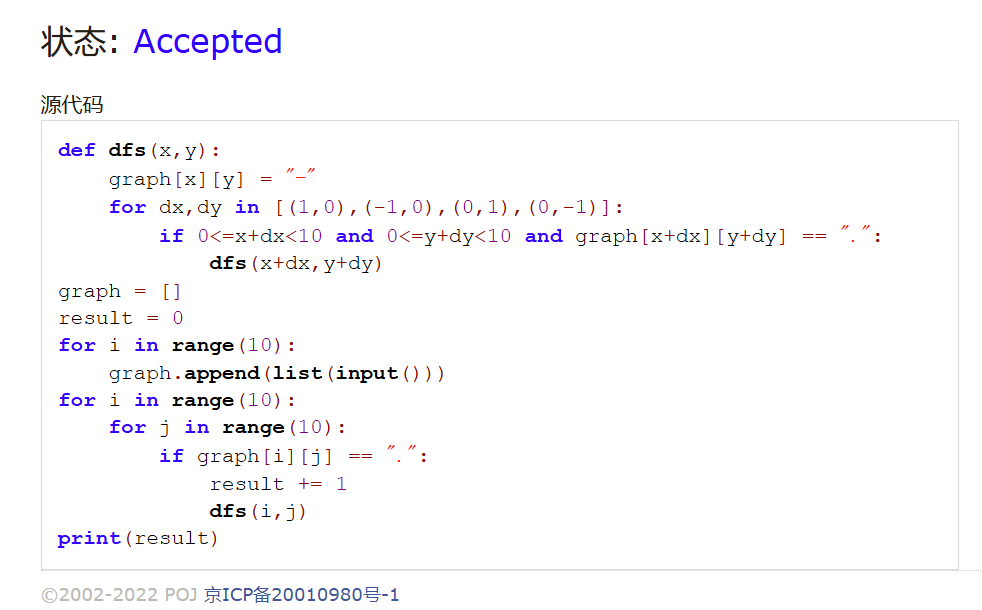 状态: Accepted
源代码
def dfs(x,y):
    graph[x][y] = "-"
    for dx,dy in [(1,0),(-1,0),(0,1),(0,-1)]:
        if 0<=x+dx<10 and 0<=y+dy<10 and graph[x+dx][y+dy] == ".":
            dfs(x+dx,y+dy)
graph = []
result = 0
for i in range(10):
    graph.append(list(input()))
for i in range(10):
    for j in range(10):
        if graph[i][j] == ".":
            result += 1
            dfs(i,j)
print(result)
©2002-2022 POJ 京ICP备20010980号-1